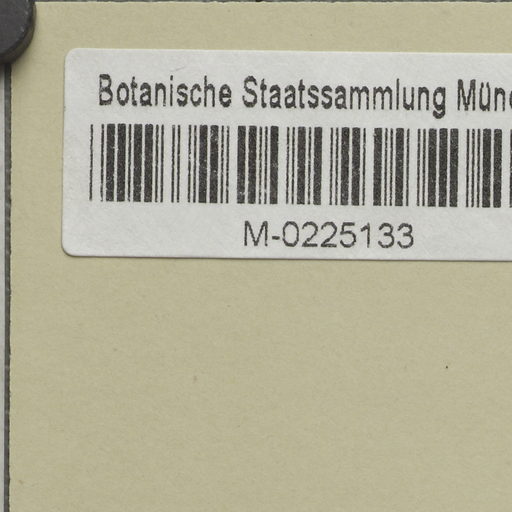 Botanische Staatssammlung Mün
M-0225133